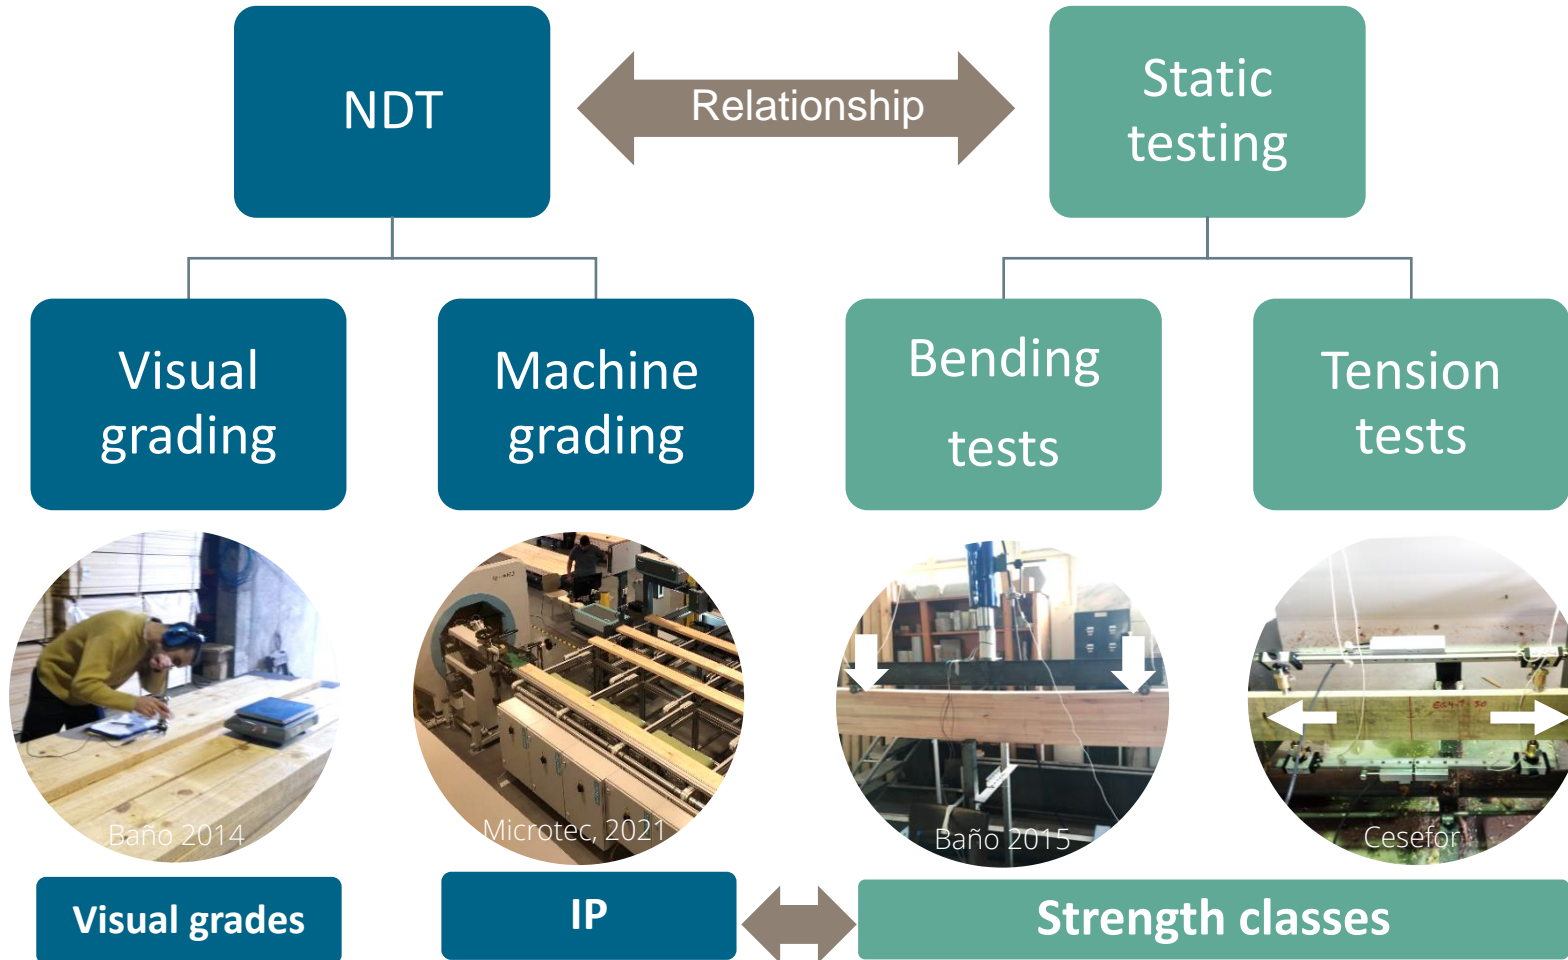 NDT
Relationship
Static
testing
Visual
grading
Machine
grading
Bending
tests
Tension
tests
Baño 2014
Microtec, 2021
Baño 2015
Cesefor
Visual grades
IP
Strength classes